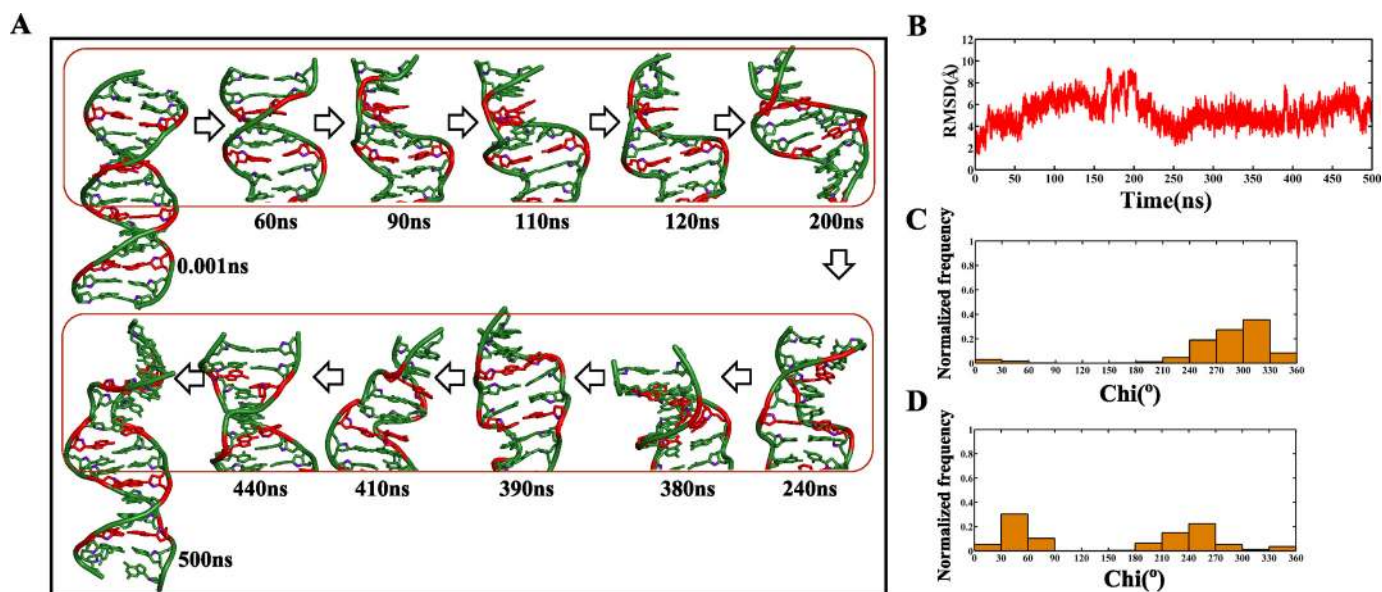 A
0.001ns
60ns
90ns
110ns
120ns
200ns
500ns
440ns
410ns
390ns
380ns
240ns
B
RMSD(Å)
12
10
8
6
4
2
0
0 50 100 150 200 250 300 350 400 450 500
Time(ns)
C
Normalized frequency
1
0.8
0.6
0.4
0.2
0
0 30 60 90 120 150 180 210 240 270 300 330 360
Chi(º)
D
Normalized frequency
1
0.8
0.6
0.4
0.2
0
0 30 60 90 120 150 180 210 240 270 300 330 360
Chi(º)